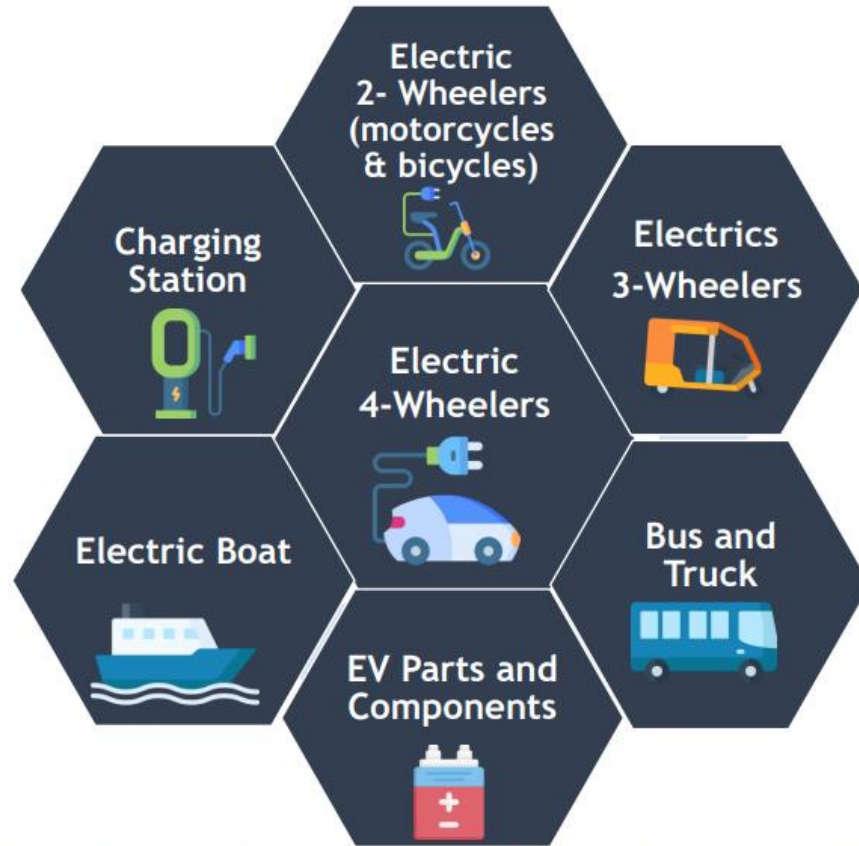 Electric
2- Wheelers
(motorcycles
& bicycles)
Charging
Station
Electrics
3-Wheelers
Electric
4-Wheelers
Electric Boat
Bus and
Truck
EV Parts and
Components